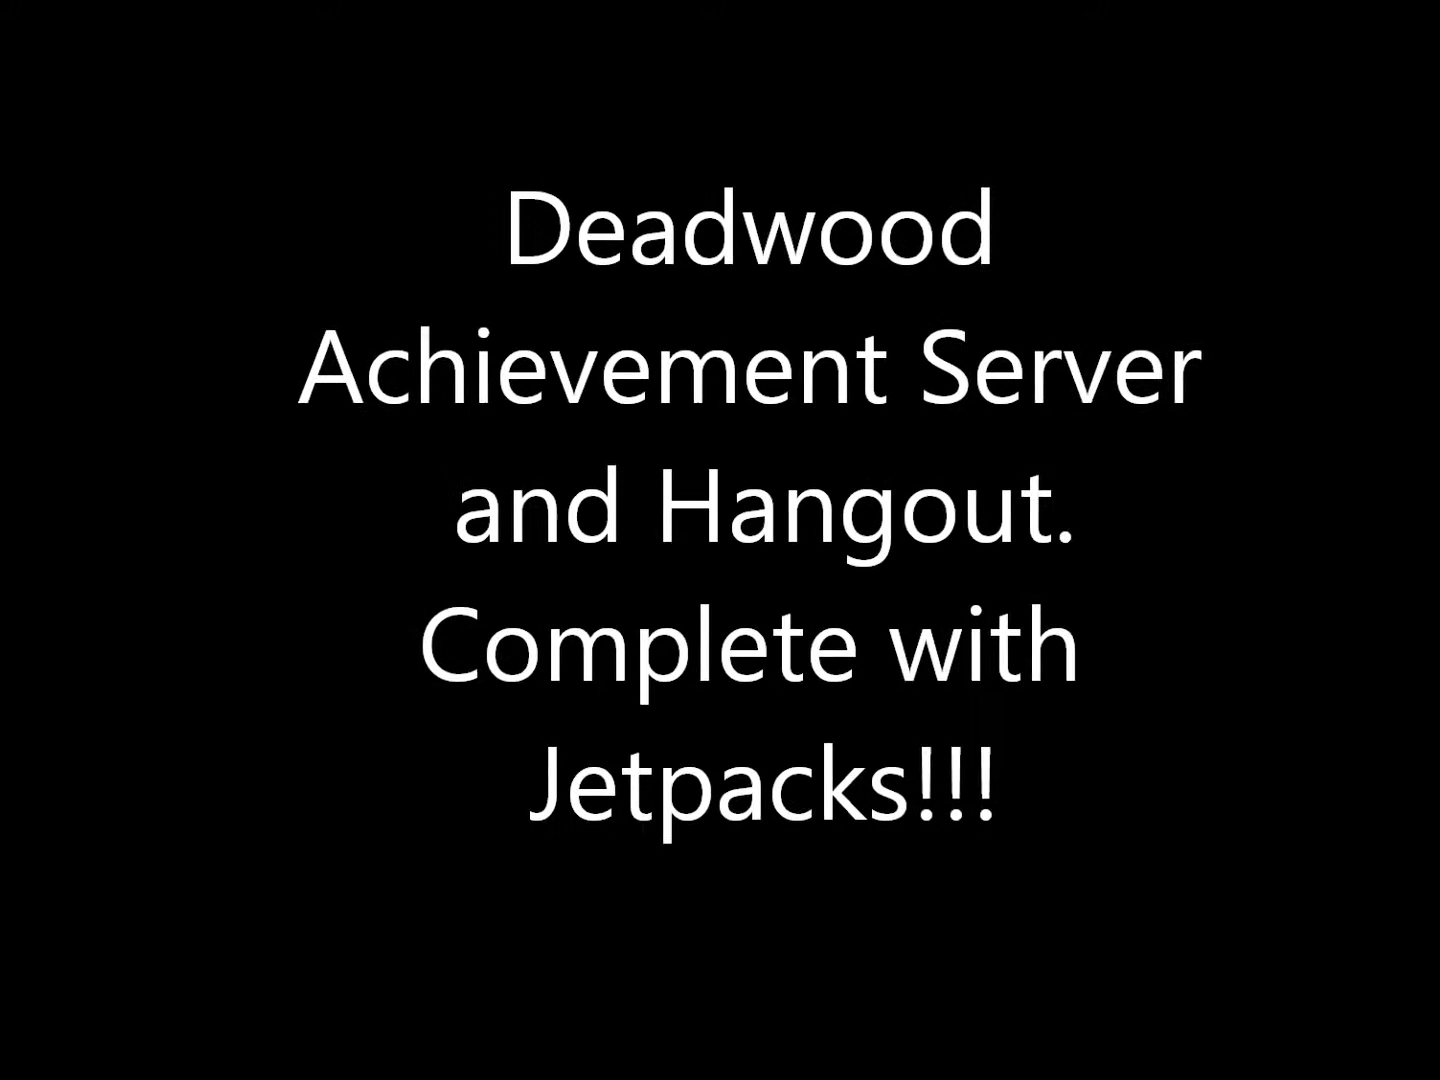 Deadwood
Achievement Server
and Hangout.
Complete with
Jetpacks!!!